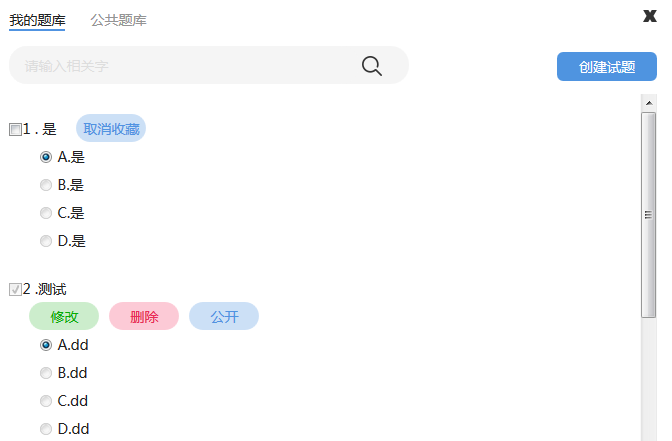 我的题库 公共题库
请输入相关字
创建试题
1 . 是 取消收藏
A.是
B.是
C.是
D.是
2 .测试
修改 删除 公开
A.dd
B.dd
C.dd
D.dd